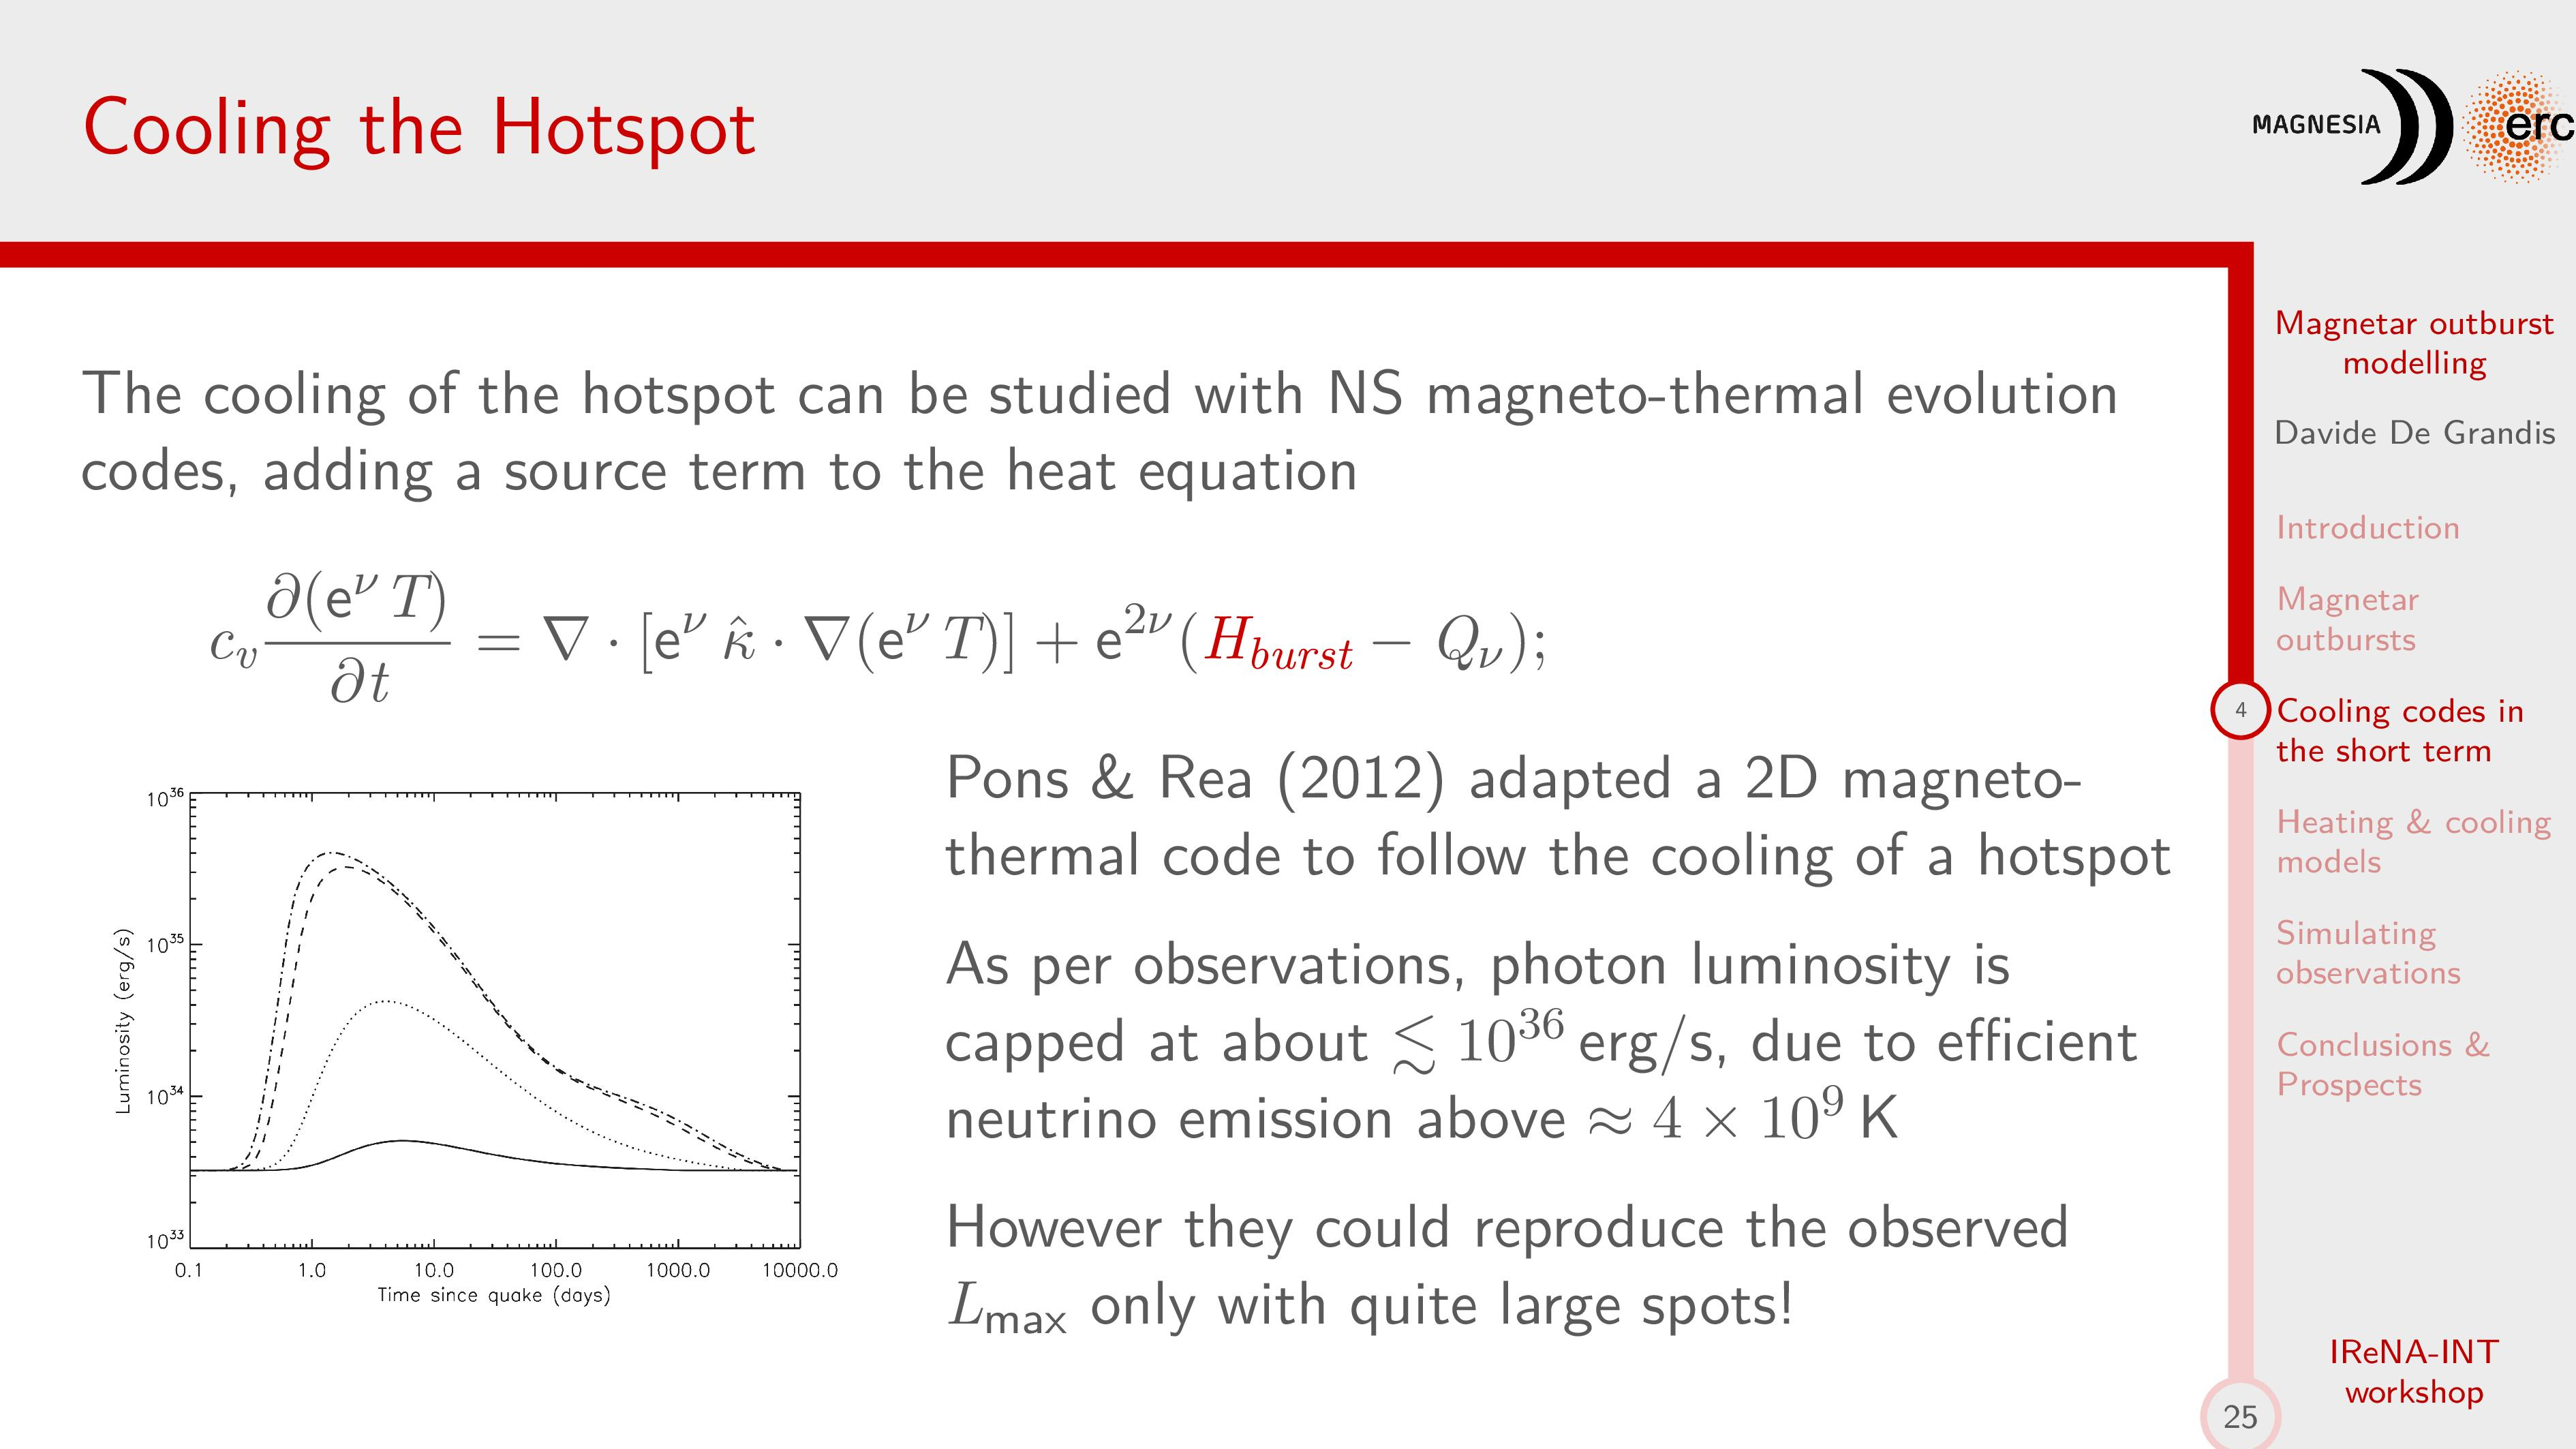 Cooling the Hotspot
MAGNESIA
erc
The cooling of the hotspot can be studied with NS magneto-thermal evolution
codes, adding a source term to the heat equation
c_v ∂(e^ν T)/∂t = ∇ · [e^ν κ̂ · ∇(e^ν T)] + e^{2ν}(H_{burst} − Q_ν);
10^36
10^35
10^34
10^33
Luminosity (erg/s)
0.1 1.0 10.0 100.0 1000.0 10000.0
Time since quake (days)
Pons & Rea (2012) adapted a 2D magneto-
thermal code to follow the cooling of a hotspot
As per observations, photon luminosity is
capped at about ≲ 10^36 erg/s, due to efficient
neutrino emission above ≈ 4 × 10^9 K
However they could reproduce the observed
L_max only with quite large spots!
Magnetar outburst
modelling
Davide De Grandis
Introduction
Magnetar
outbursts
4
Cooling codes in
the short term
Heating & cooling
models
Simulating
observations
Conclusions &
Prospects
IReNA-INT
workshop
25